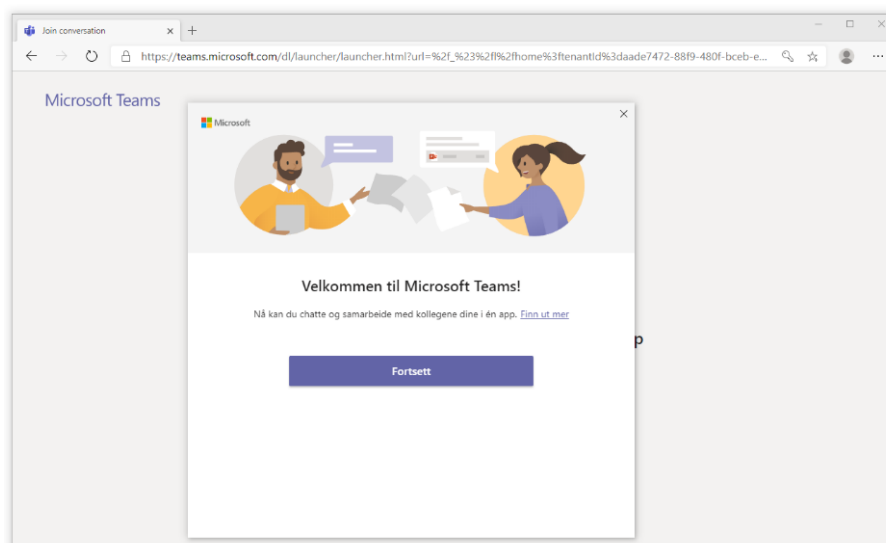 Join conversation
https://teams.microsoft.com/dl/launcher/launcher.html?url=%2f_%23%2fl%2fhome%3ftenantId%3daade7472-88f9-480f-bceb-e...
Microsoft Teams
Microsoft
Velkommen til Microsoft Teams!
Nå kan du chatte og samarbeide med kollegene dine i én app. Finn ut mer
p
Fortsett